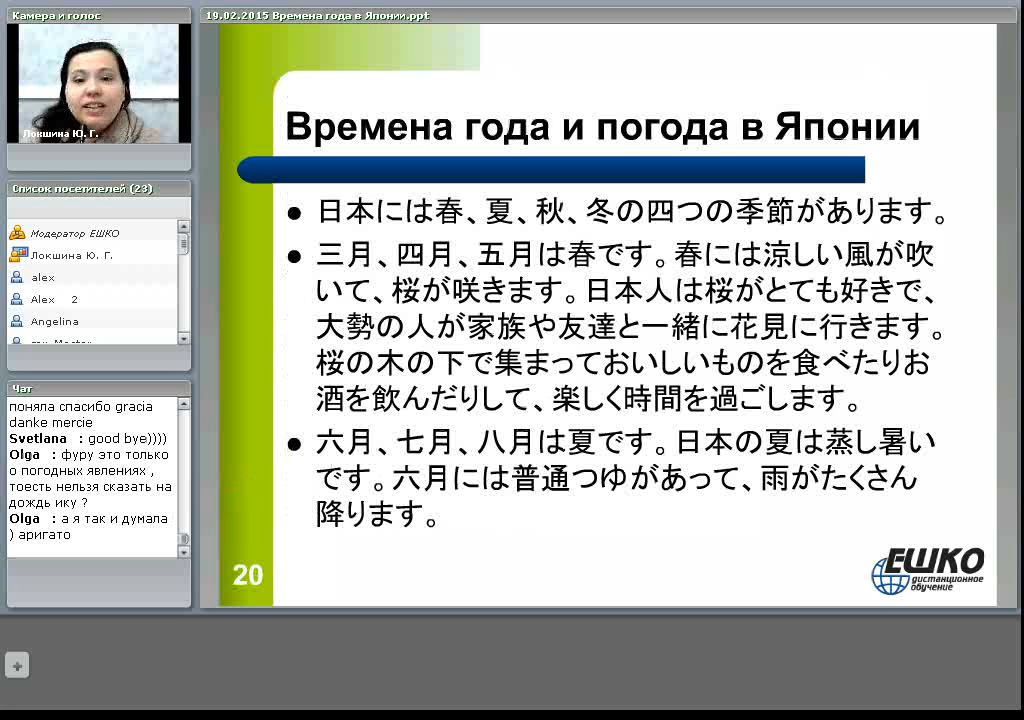 Камера и голос
Локшина Ю. Г.
Список посетителей (23)
Модератор ЕШКО
Локшина Ю. Г.
alex
Alex 2
Angelina
Чат
поняла спасибо gracia
danke mercie
Svetlana : good bye))))
Olga : фуру это только
о погодных явлениях ,
тоесть нельзя сказать на
дождь ику ?
Olga : а я так и думала
) аригато
19.02.2015 Времена года в Японии.ppt
Времена года и погода в Японии
● 日本には春、夏、秋、冬の四つの季節があります。
● 三月、四月、五月は春です。春には涼しい風が吹
いて、桜が咲きます。日本人は桜がとても好きで、
大勢の人が家族や友達と一緒に花見に行きます。
桜の木の下で集まっておいしいものを食べたりお
酒を飲んだりして、楽しく時間を過ごします。
● 六月、七月、八月は夏です。日本の夏は蒸し暑い
です。六月には普通つゆがあって、雨がたくさん
降ります。
20
ЕШКО
дистанционное
обучение